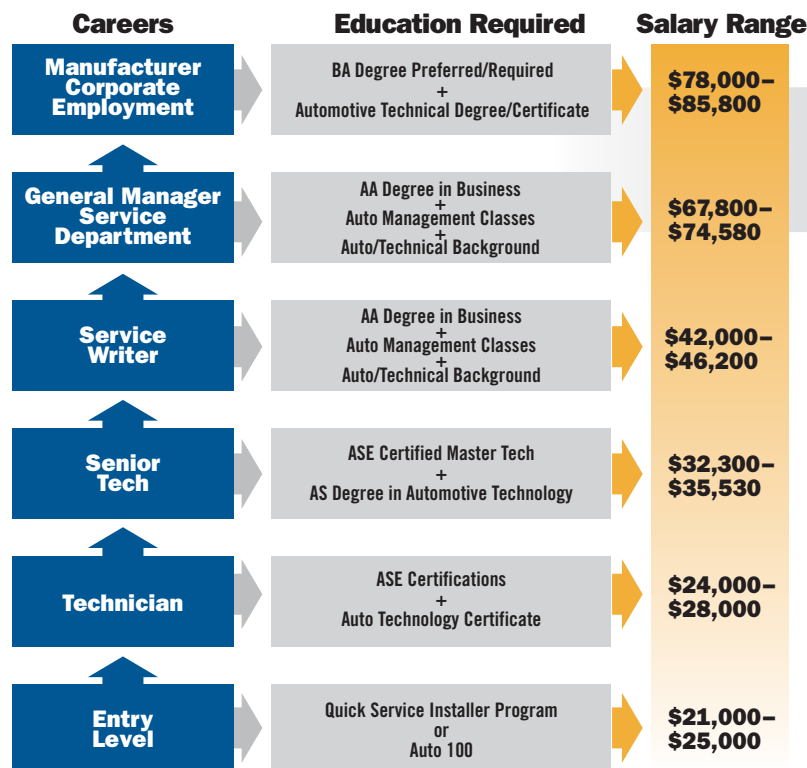 Careers
Education Required
Salary Range
Manufacturer
Corporate
Employment
BA Degree Preferred/Required
+
Automotive Technical Degree/Certificate
$78,000–
$85,800
General Manager
Service
Department
AA Degree in Business
+
Auto Management Classes
+
Auto/Technical Background
$67,800–
$74,580
Service
Writer
AA Degree in Business
+
Auto Management Classes
+
Auto/Technical Background
$42,000–
$46,200
Senior
Tech
ASE Certified Master Tech
+
AS Degree in Automotive Technology
$32,300–
$35,530
Technician
ASE Certifications
+
Auto Technology Certificate
$24,000–
$28,000
Entry
Level
Quick Service Installer Program
or
Auto 100
$21,000–
$25,000